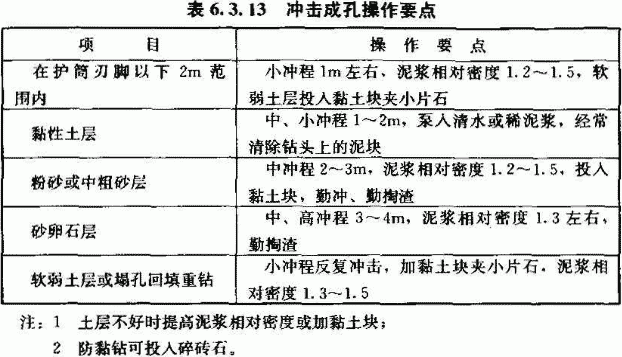 表 6.3.13 冲击成孔操作要点
项 目
操 作 要 点
在护筒刃脚以下 2m 范
围内
小冲程 1m 左右，泥浆相对密度 1.2～1.5，软
弱土层投入黏土块夹小片石
黏性土层
中、小冲程 1～2m，泵入清水或稀泥浆，经常
清除钻头上的泥块
粉砂或中粗砂层
中冲程 2～3m，泥浆相对密度 1.2～1.5，投入
黏土块，勤冲、勤掏渣
砂卵石层
中、高冲程 3～4m，泥浆相对密度 1.3 左右，
勤掏渣
软弱土层或塌孔回填重钻
小冲程反复冲击，加黏土块夹小片石，泥浆相
对密度 1.3～1.5
注：1 土层不好时提高泥浆相对密度或加黏土块；
2 防黏钻可投入碎砖石。